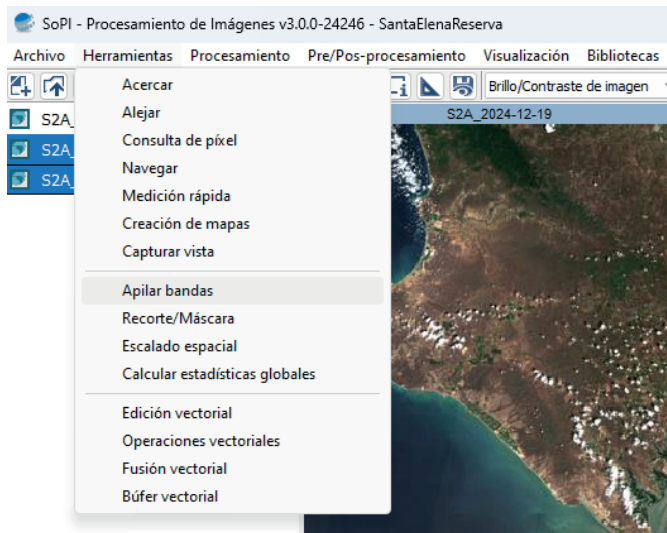 SoPI - Procesamiento de Imágenes v3.0.0-24246 - SantaElenaReserva
Archivo Herramientas Procesamiento Pre/Pos-procesamiento Visualización Bibliotecas
Brillo/Contraste de imagen
S2A_
S2A_
S2A_
S2A_2024-12-19
Acercar
Alejar
Consulta de píxel
Navegar
Medición rápida
Creación de mapas
Capturar vista
Apilar bandas
Recorte/Máscara
Escalado espacial
Calcular estadísticas globales
Edición vectorial
Operaciones vectoriales
Fusión vectorial
Búfer vectorial